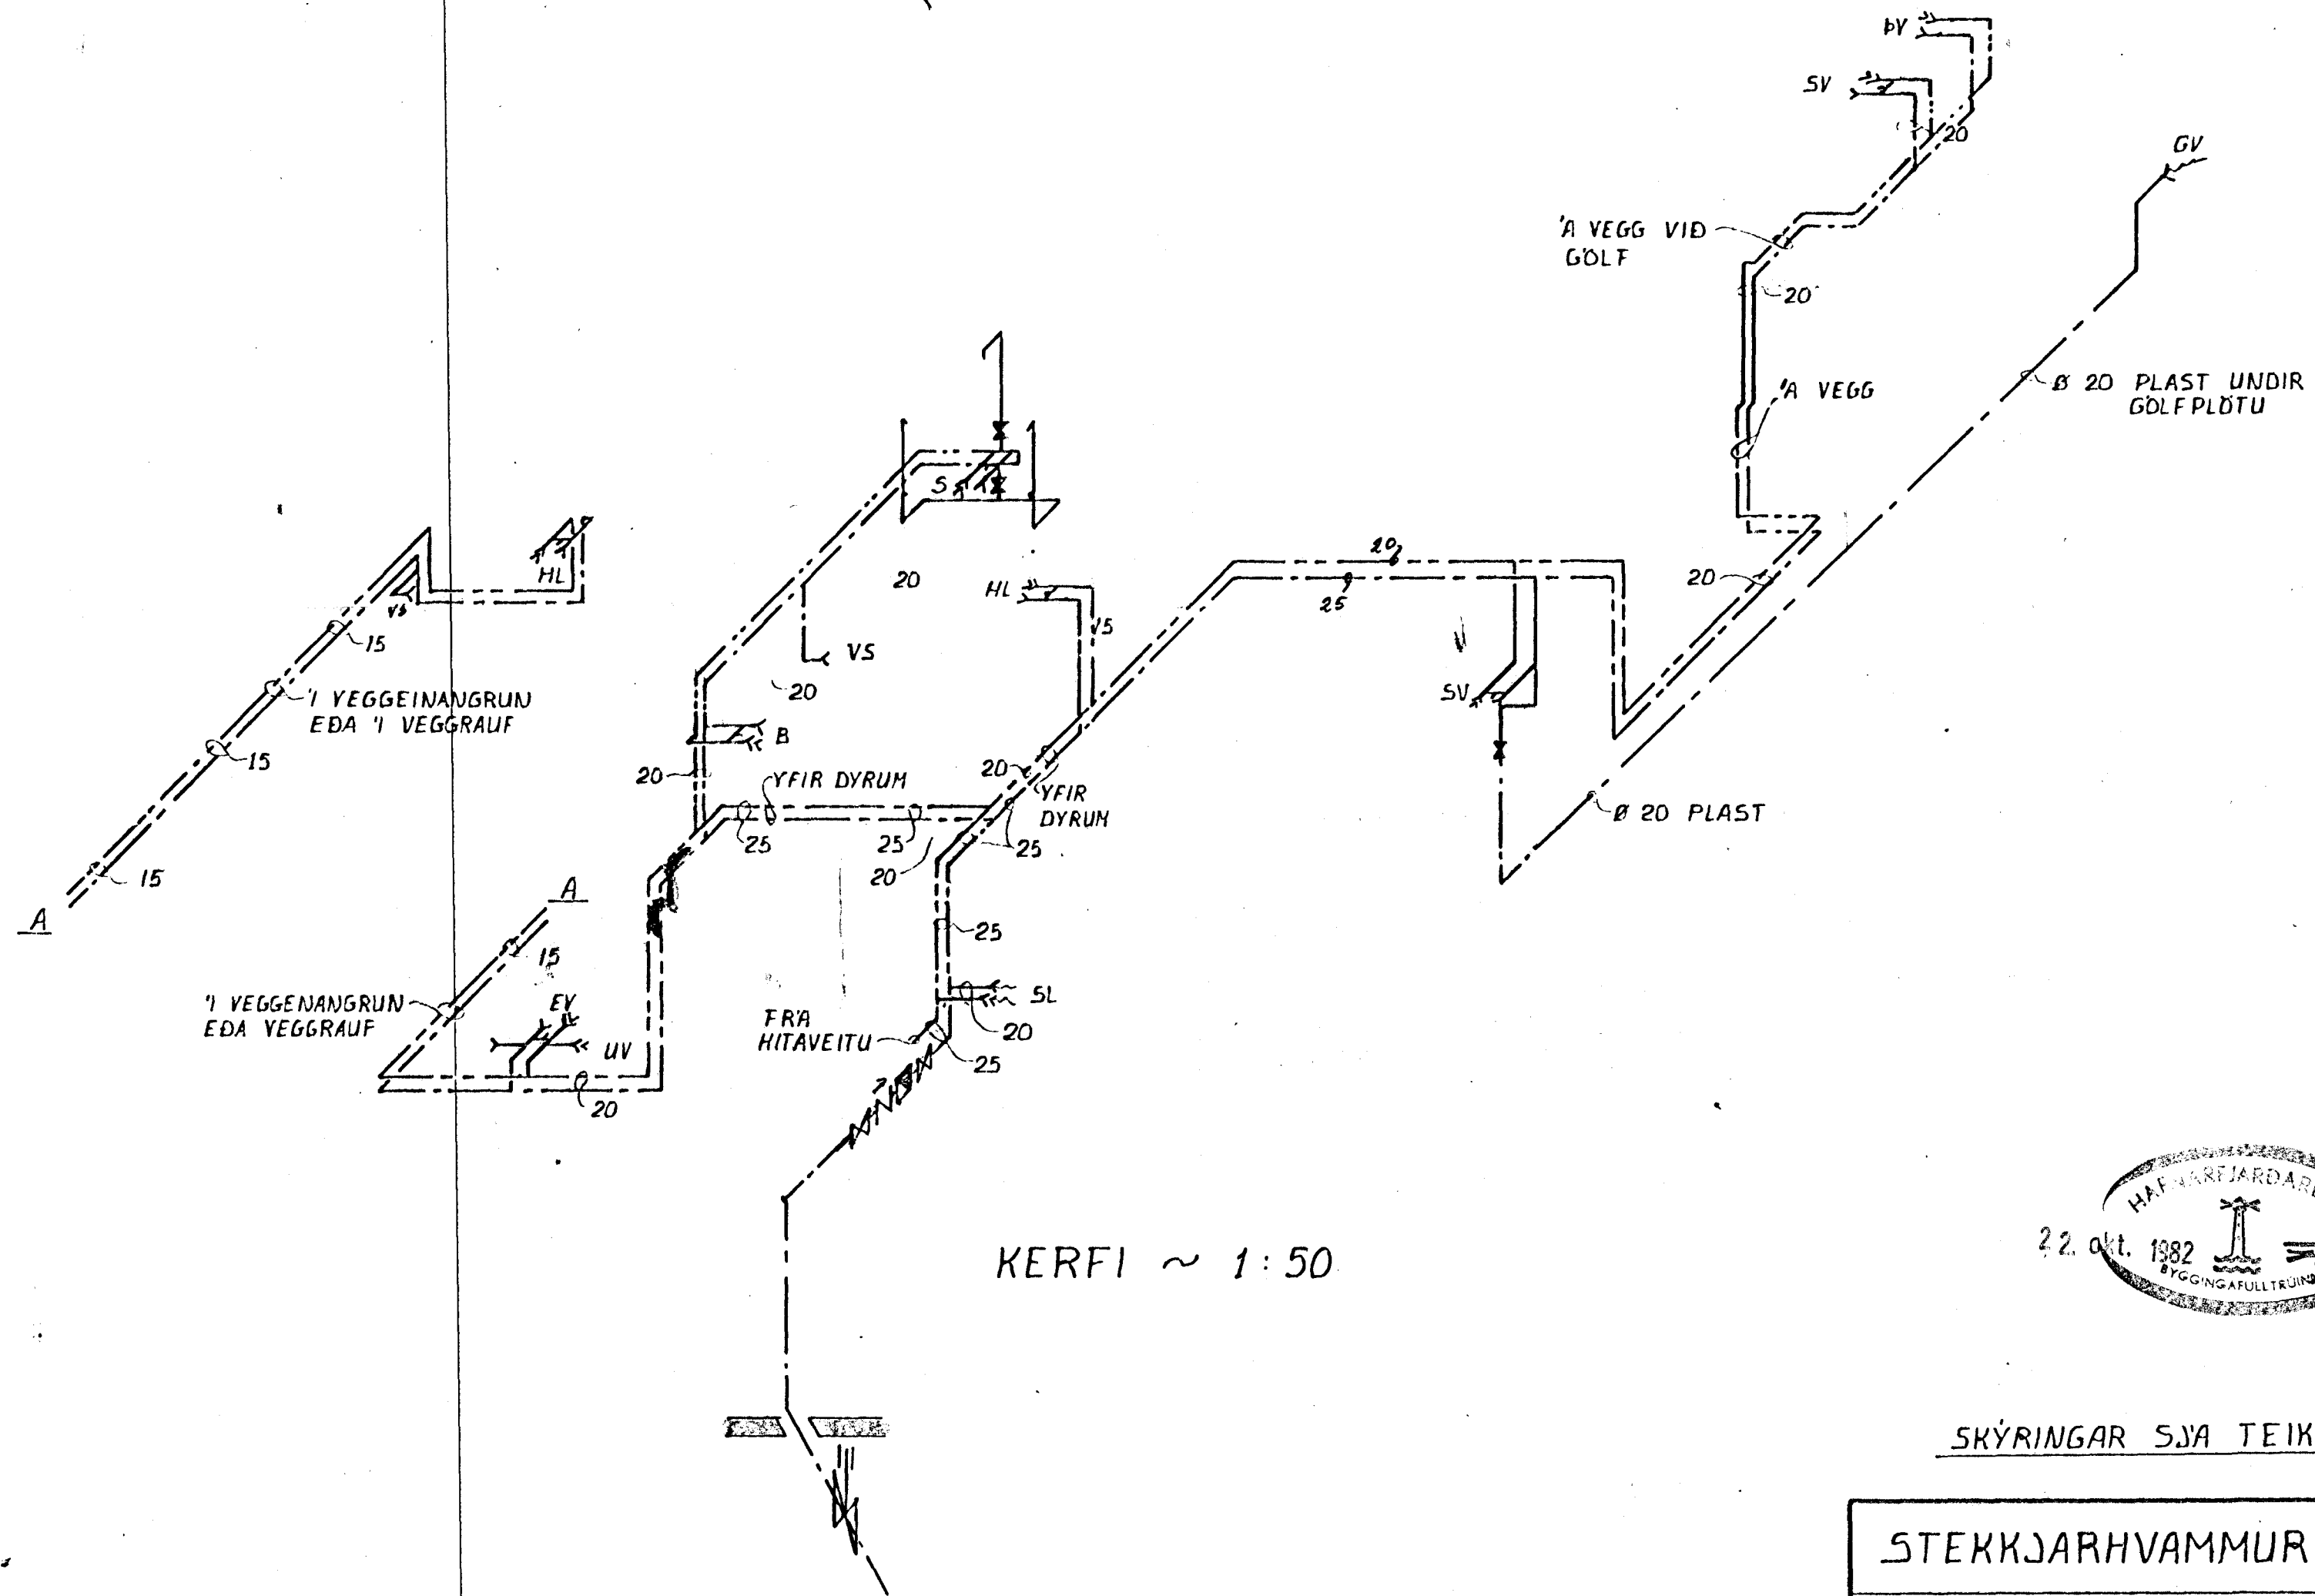 ÞV
SV
20
GV
'A VEGG VIÐ
GÓLF
20
'A VEGG
Ø 20 PLAST UNDIR
GÓLFPLÖTU
S
20
HL
VS
15
HL
15
20
25
20
SV
VS
20
'I VEGGEINANGRUN
EÐA 'I VEGGRAUF
15
B
20
YFIR DYRUM
20
YFIR
DYRUM
25
25
25
20
Ø 20 PLAST
15
A
A
15
25
'I VEGGENANGRUN
EÐA VEGGRAUF
EV
UV
20
SL
20
FRÁ
HITAVEITU
25
KERFI ~ 1:50
22. okt. 1982
BYGGINGAFULLTRÚIN
SKÝRINGAR SJÁ TEIK
STEKKJARHVAMMUR